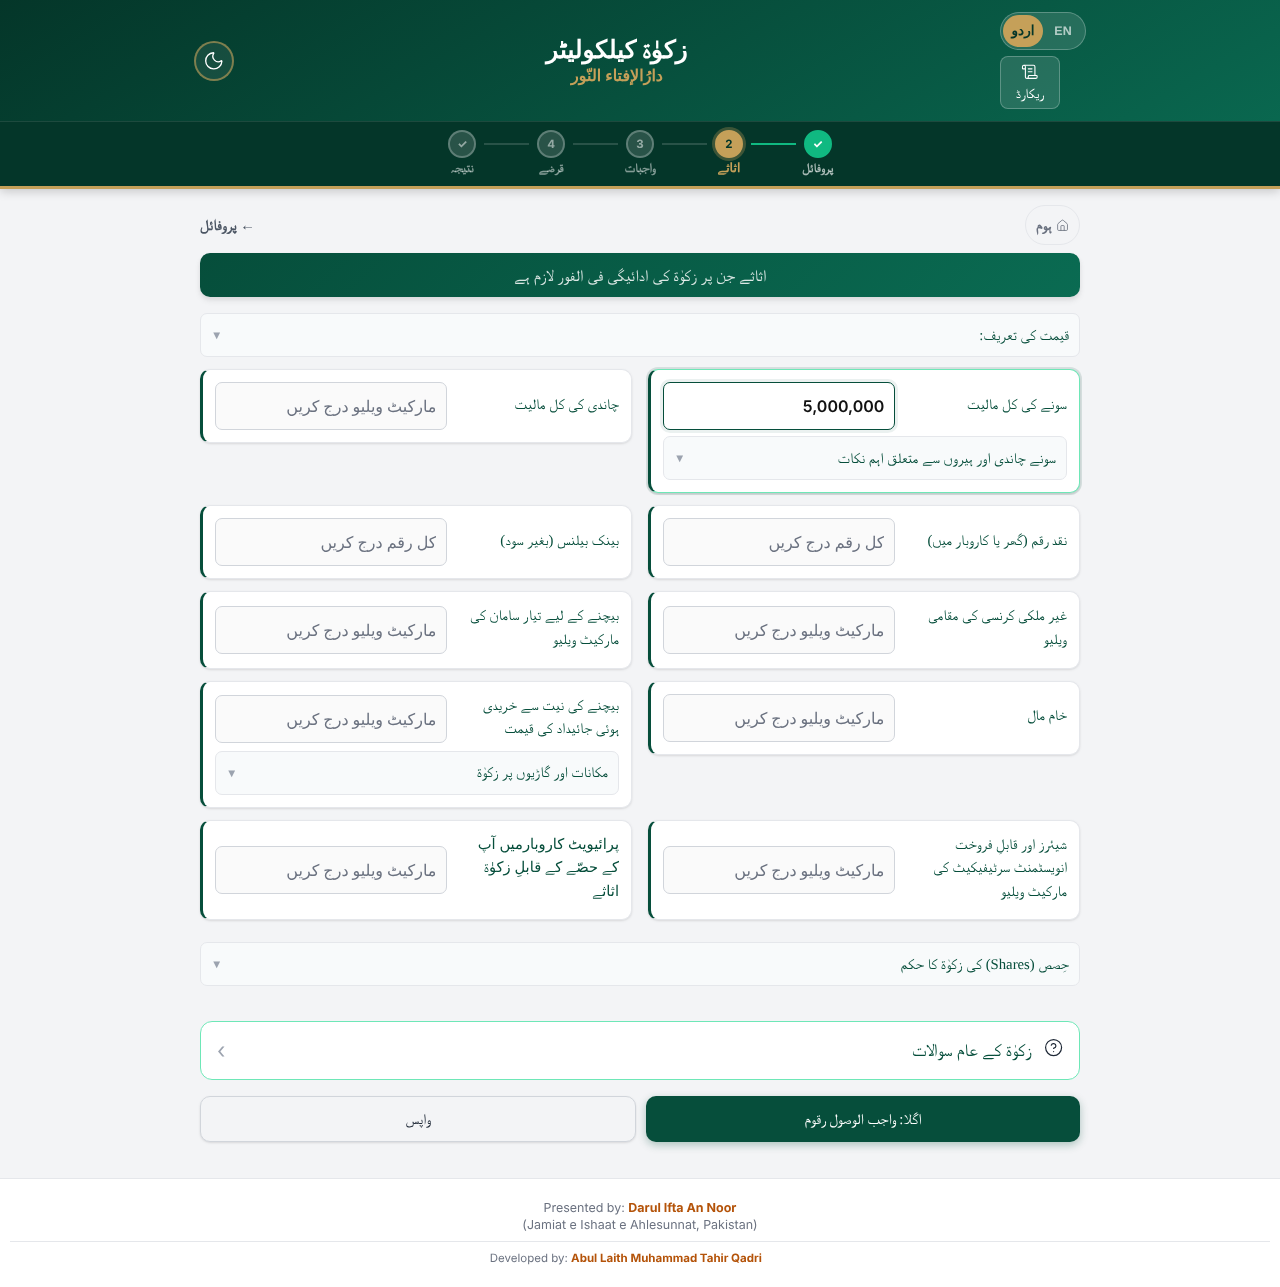 اردو EN
ریکارڈ
زکوٰۃ کیلکولیٹر
دارُالإفتاء النّور
پروفائل
2
اثاثے
3
واجبات
4
قرضے
نتیجہ
ہوم
← پروفائل
اثاثے جن پر زکوٰۃ کی ادائیگی فی الفور لازم ہے
قیمت کی تعریف:
سونے کی کل مالیت
5,000,000
سونے چاندی اور ہیروں سے متعلق اہم نکات
چاندی کی کل مالیت
مارکیٹ ویلیو درج کریں
نقد رقم (گھر یا کاروبار میں)
کل رقم درج کریں
بینک بیلنس (بغیر سود)
کل رقم درج کریں
غیر ملکی کرنسی کی مقامی
ویلیو
مارکیٹ ویلیو درج کریں
بیچنے کے لیے تیار سامان کی
مارکیٹ ویلیو
مارکیٹ ویلیو درج کریں
خام مال
مارکیٹ ویلیو درج کریں
بیچنے کی نیت سے خریدی
ہوئی جائیداد کی قیمت
مارکیٹ ویلیو درج کریں
مکانات اور گاڑیوں پر زکوٰۃ
شیئرز اور قابلِ فروخت
انویسٹمنٹ سرٹیفیکیٹ کی
مارکیٹ ویلیو
مارکیٹ ویلیو درج کریں
پرائیویٹ کاروبارمیں آپ
کے حصّے کے قابلِ زکوٰۃ
اثاثے
مارکیٹ ویلیو درج کریں
حِصص (Shares) کی زکوٰۃ کا حکم
زکوٰۃ کے عام سوالات
اگلا: واجب الوصول رقوم
واپس
Presented by: Darul Ifta An Noor
(Jamiat e Ishaat e Ahlesunnat, Pakistan)
Developed by: Abul Laith Muhammad Tahir Qadri